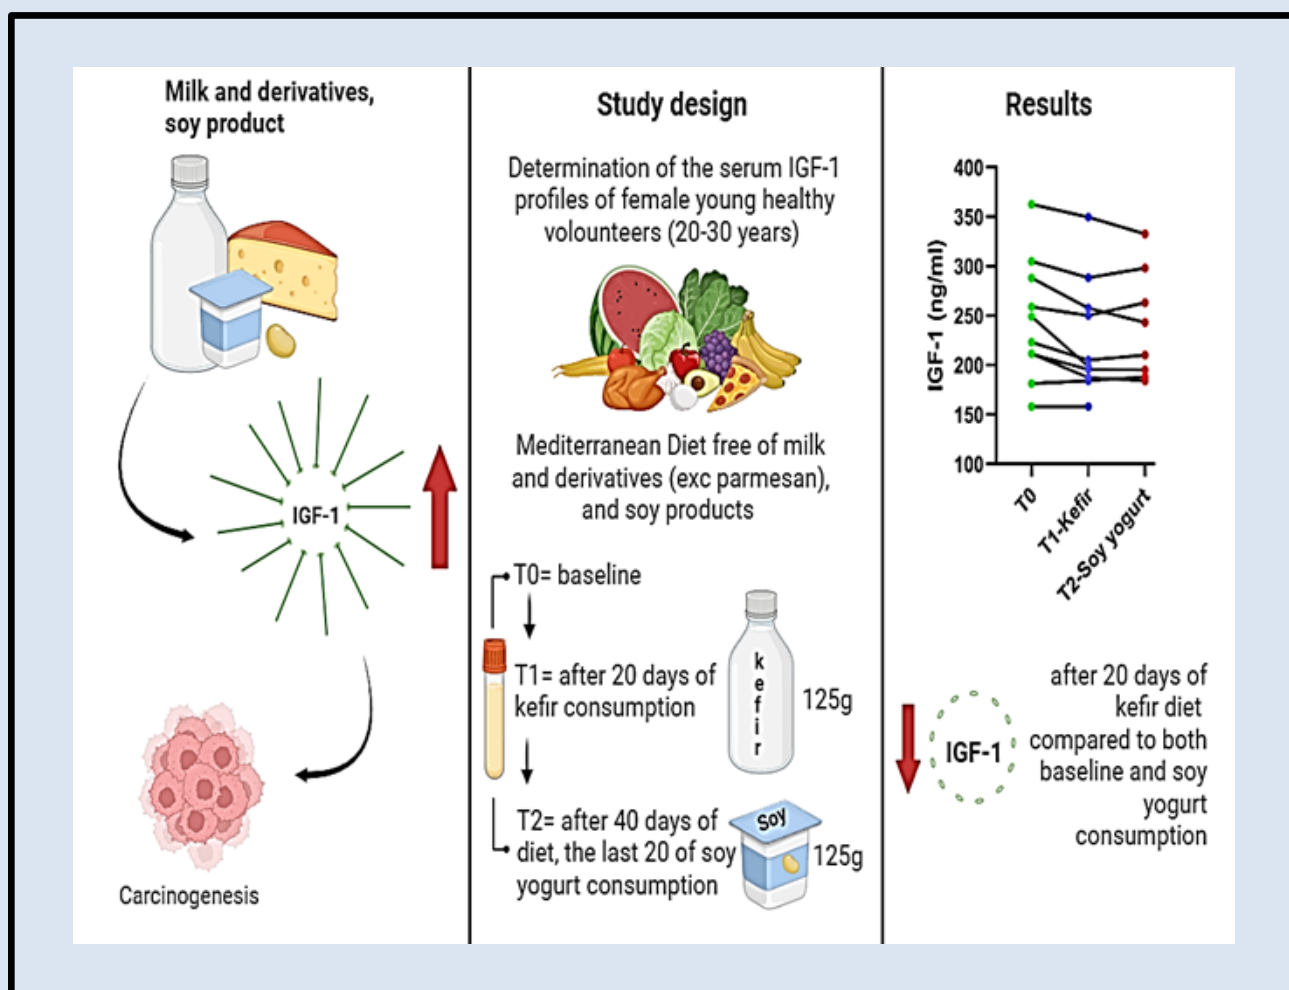 Milk and derivatives,
soy product
IGF-1
Carcinogenesis
Study design
Determination of the serum IGF-1
profiles of female young healthy
volounteers (20-30 years)
Mediterranean Diet free of milk
and derivatives (exc parmesan),
and soy products
T0= baseline
T1= after 20 days of
kefir consumption
kefir
125g
T2= after 40 days of
diet, the last 20 of soy
yogurt consumption
Soy
125g
Results
IGF-1 (ng/ml)
400
350
300
250
200
150
100
T0
T1-Kefir
T2-Soy yogurt
IGF-1
after 20 days of
kefir diet
compared to both
baseline and soy
yogurt
consumption